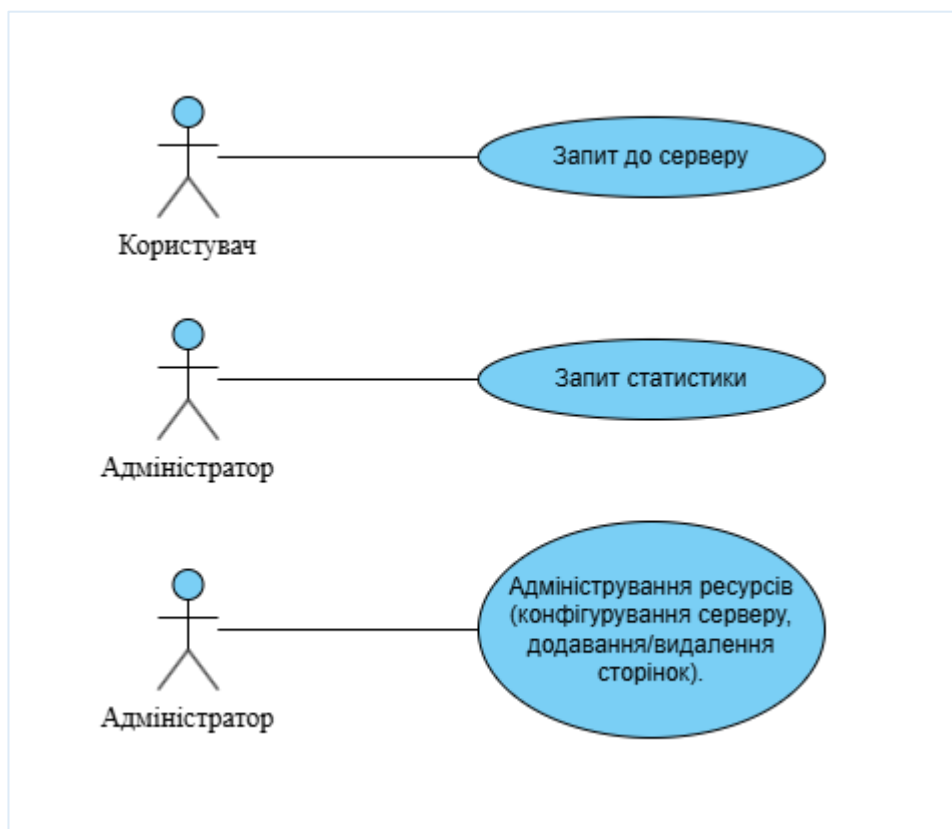 Запит до серверу
Користувач
Запит статистики
Адміністратор
Адміністрування ресурсів
(конфігурування серверу,
додавання/видалення
сторінок).
Адміністратор